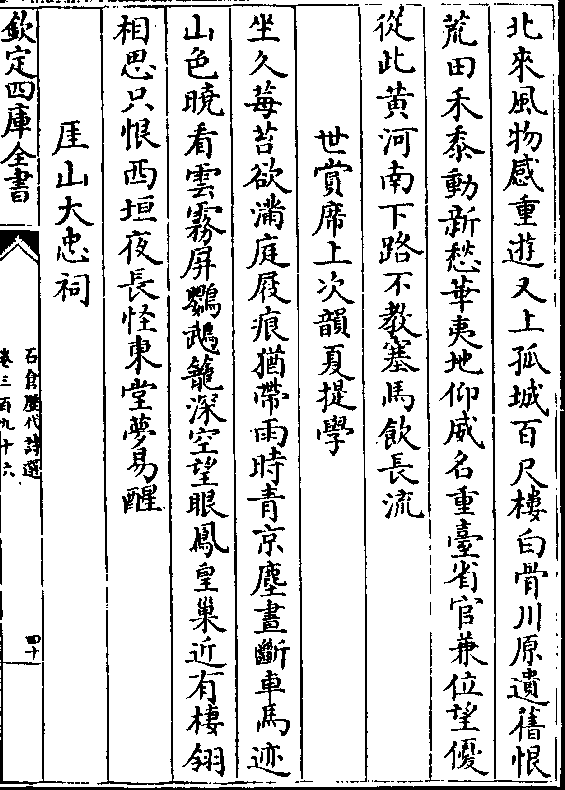 北來風物感重遊又上孤城百尺樓白骨川原遺舊恨
荒田禾黍動新愁華夷地仰威名重臺省官兼位望優
從此黄河南下路不教塞馬飲長流
世賞席上次韻夏提學
坐久莓苔欲滿庭屐痕猶帶雨時青京塵晝斷車馬迹
山色曉看雲霧屏鸚鵡籠深空望眼鳳皇巢近有棲翎
相思只恨西垣夜長怪東堂夢易醒
厓山大忠祠
欽定四庫全書
石倉歷代詩選
卷三百九十六
四十